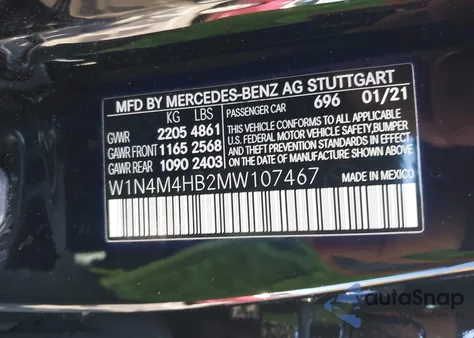 MFD BY MERCEDES-BENZ AG STUTTGART
KG LBS
GVWR 2205 4861
GAWR FRONT 1165 2568
GAWR REAR 1090 2403
PASSENGER CAR 696 01/21
THIS VEHICLE CONFORMS TO ALL APPLICABLE
U.S. FEDERAL MOTOR VEHICLE SAFETY, BUMPER
AND THEFT PREVENTION STANDARDS IN EFFECT
ON THE DATE OF MANUFACTURE SHOWN ABOVE.
W1N4M4HB2MW107467
MADE IN MEXICO
autoSnap